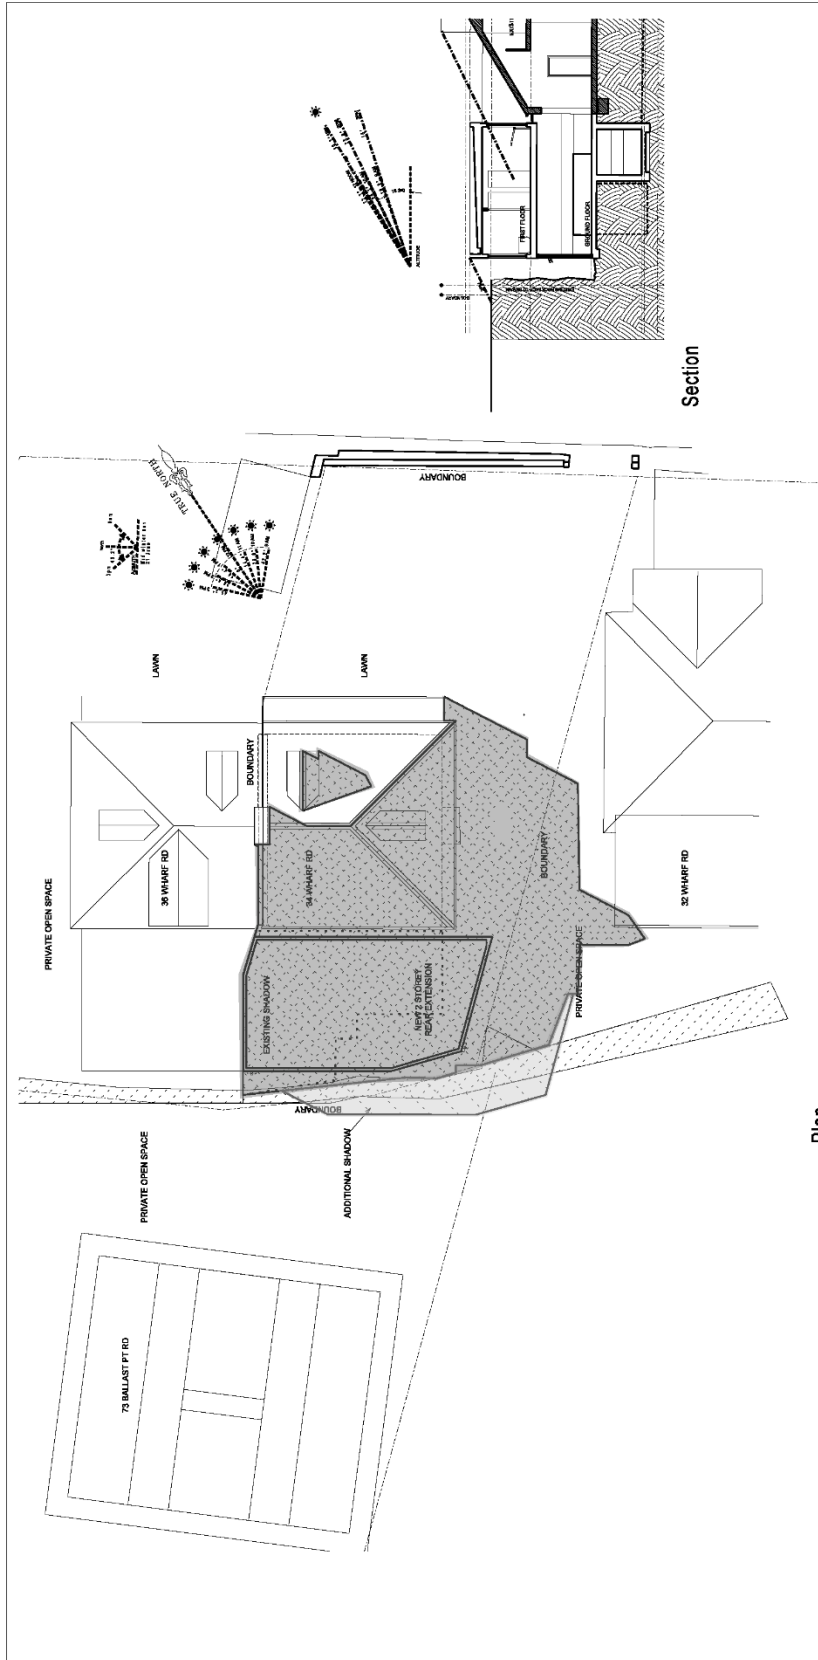 FIRST FLOOR
GROUND FLOOR
BOUNDARY
ALTITUDE
Section
TRUE NORTH
BOUNDARY
LAWN
LAWN
BOUNDARY
PRIVATE OPEN SPACE
36 WHARF RD
34 WHARF RD
BOUNDARY
32 WHARF RD
EXISTING SHADOW
NEW 2 STOREY
REAR EXTENSION
PRIVATE OPEN SPACE
BOUNDARY
PRIVATE OPEN SPACE
ADDITIONAL SHADOW
73 BALLAST PT RD